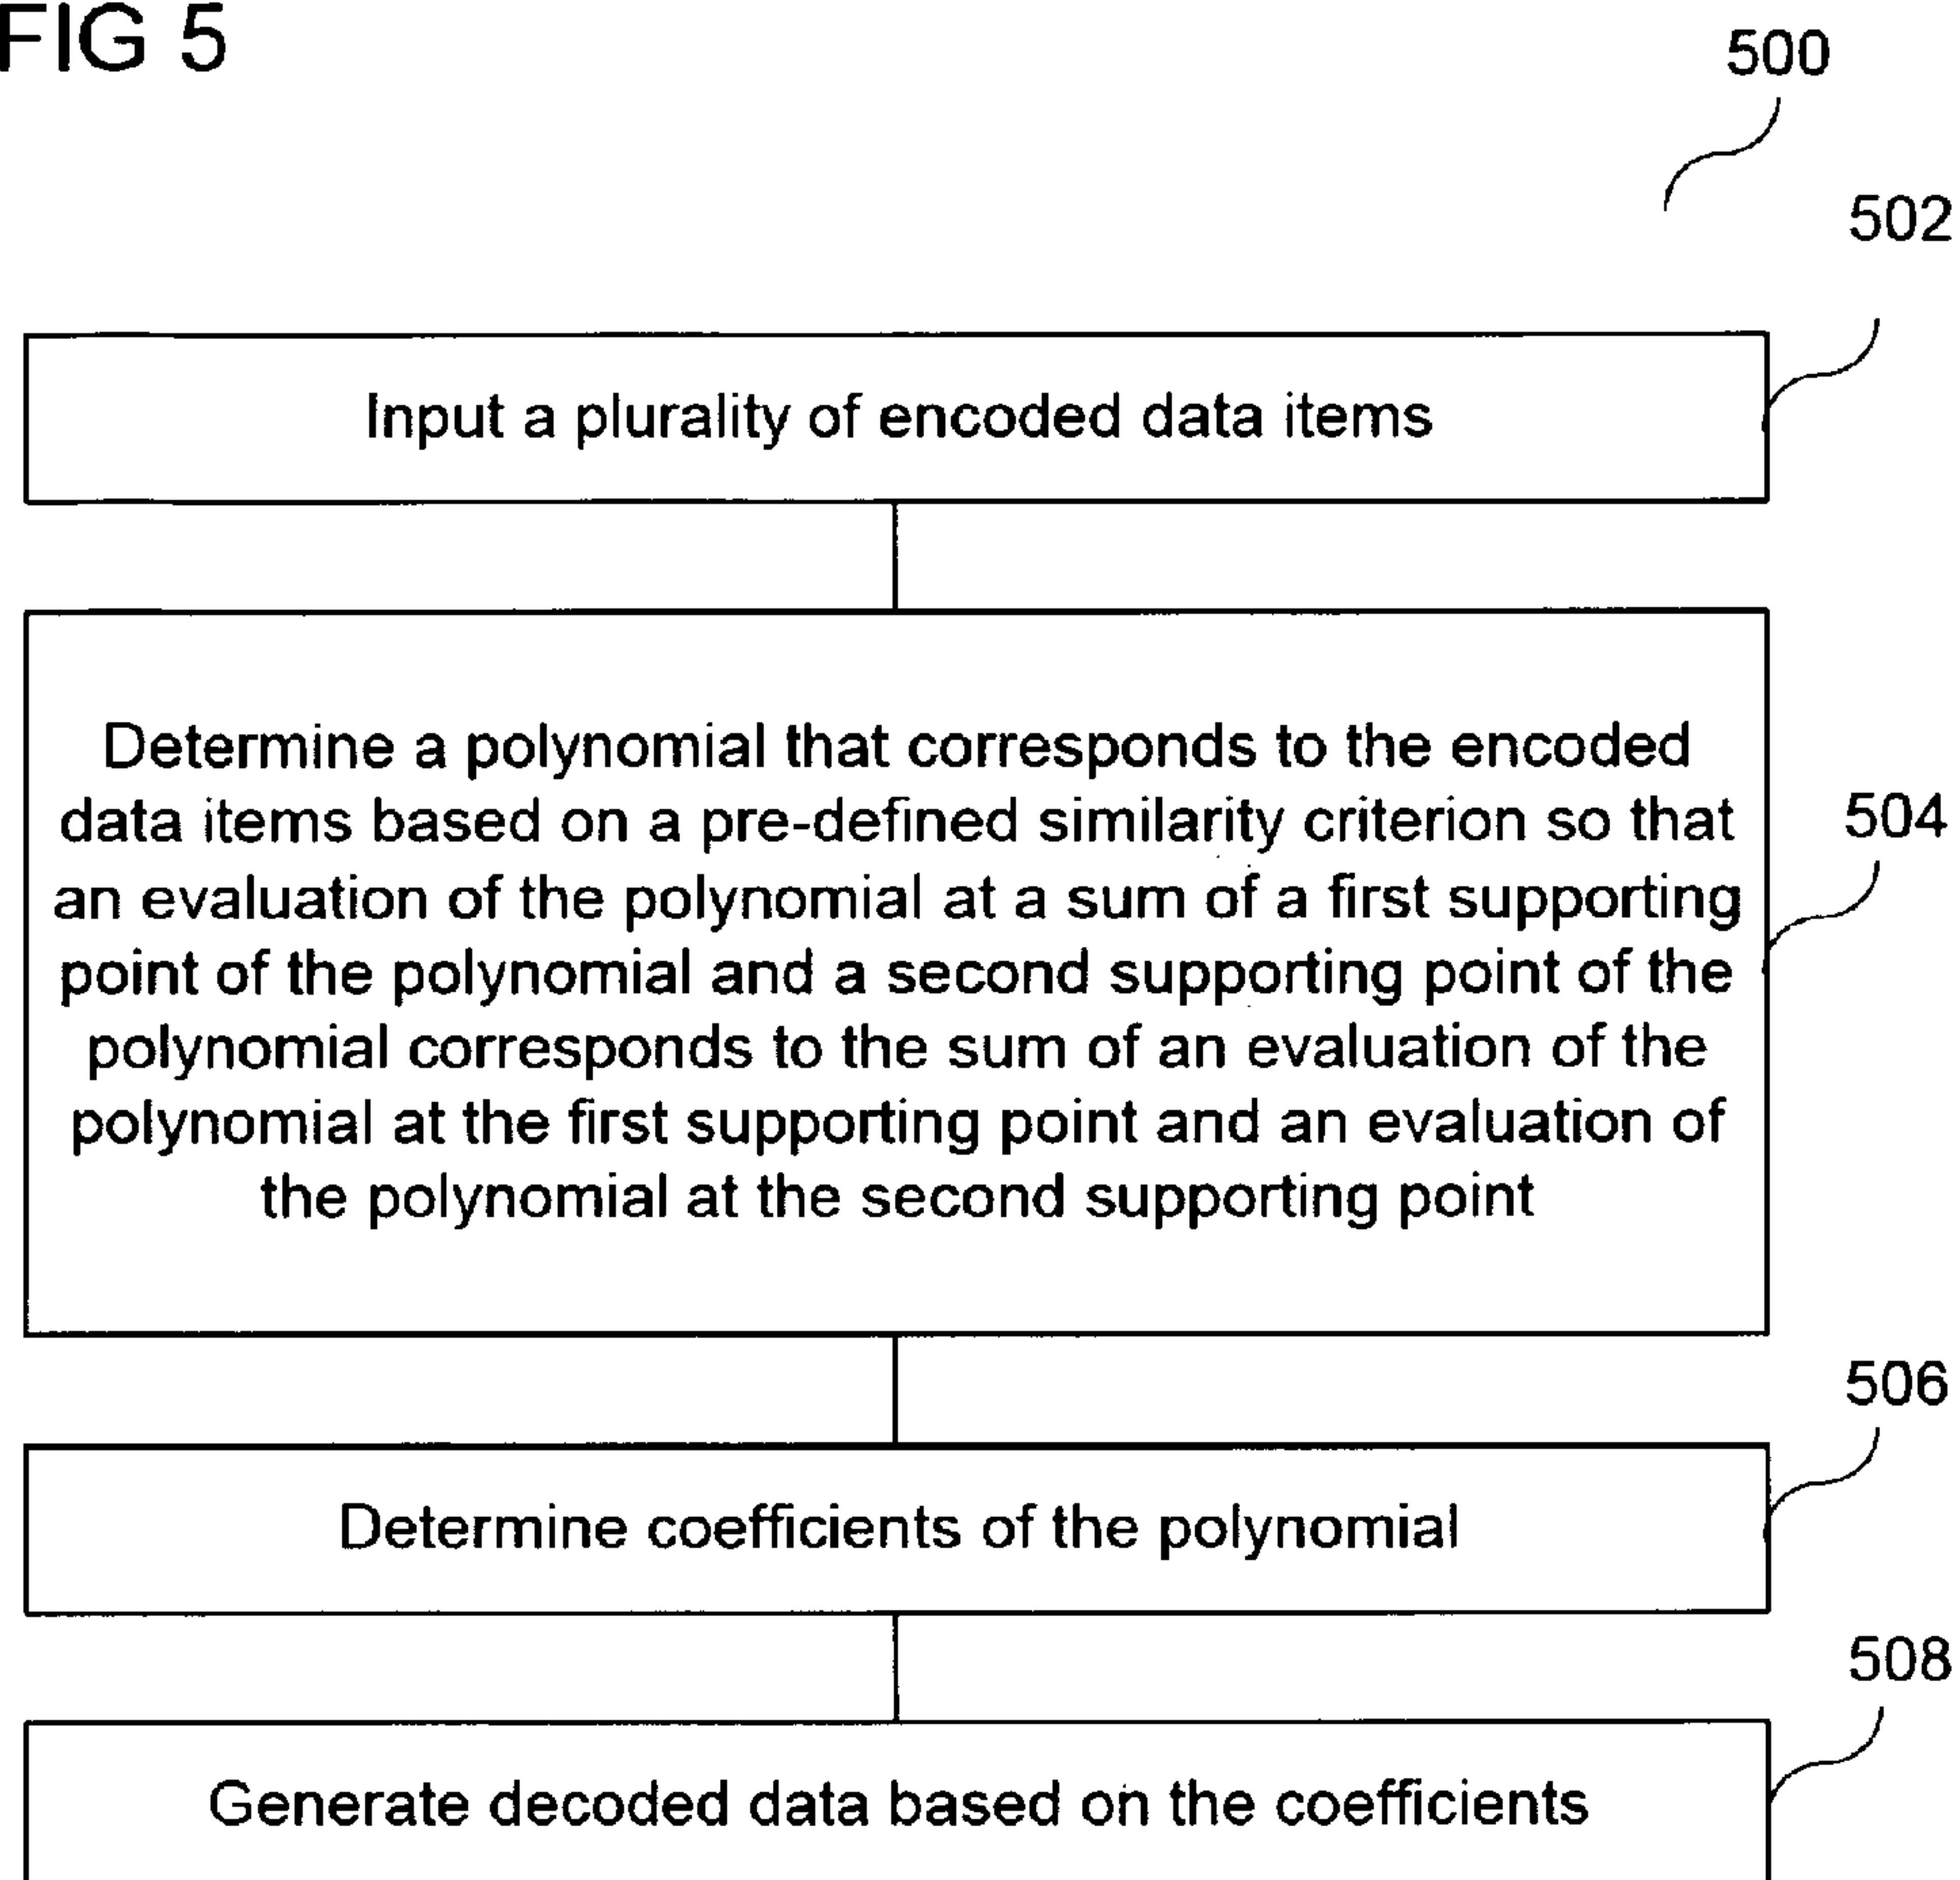 FIG 5
500
502
Input a plurality of encoded data items
Determine a polynomial that corresponds to the encoded
data items based on a pre-defined similarity criterion so that
an evaluation of the polynomial at a sum of a first supporting
point of the polynomial and a second supporting point of the
polynomial corresponds to the sum of an evaluation of the
polynomial at the first supporting point and an evaluation of
the polynomial at the second supporting point
504
506
Determine coefficients of the polynomial
508
Generate decoded data based on the coefficients